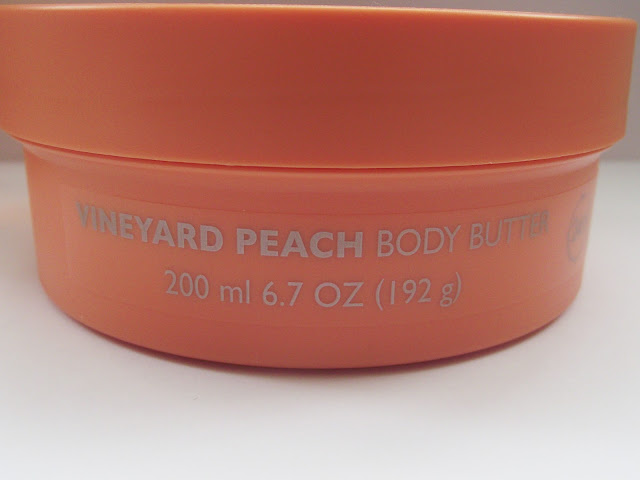 VINEYARD PEACH BODY BUTTER
200 ml 6.7 OZ (192 g)